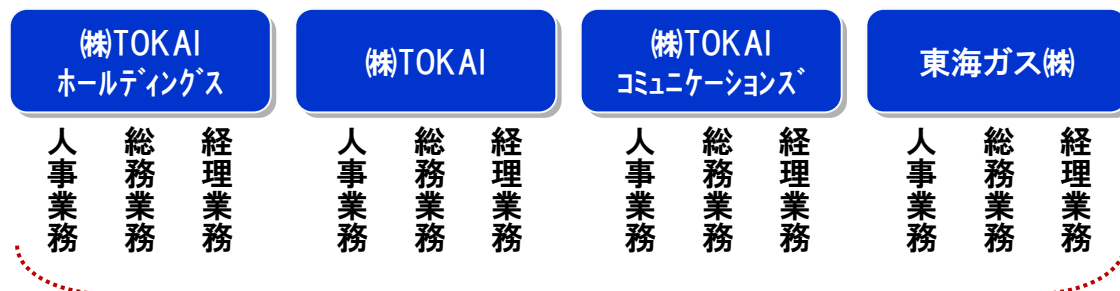 ㈱TOKAI
ﾎｰﾙﾃﾞｨﾝｸﾞｽ
㈱TOKAI
㈱TOKAI
ｺﾐｭﾆｹｰｼｮﾝｽﾞ
東海ガス㈱
人事業務
総務業務
経理業務
人事業務
総務業務
経理業務
人事業務
総務業務
経理業務
人事業務
総務業務
経理業務